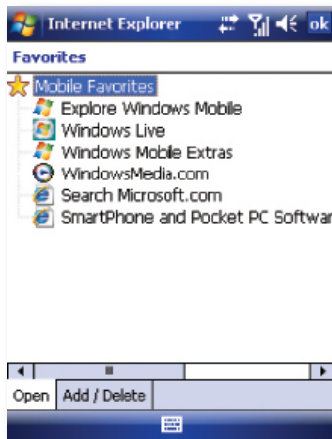 Internet Explorer ok
Favorites
Mobile Favorites
Explore Windows Mobile
Windows Live
Windows Mobile Extras
WindowsMedia.com
Search Microsoft.com
SmartPhone and Pocket PC Softwar
Open Add / Delete